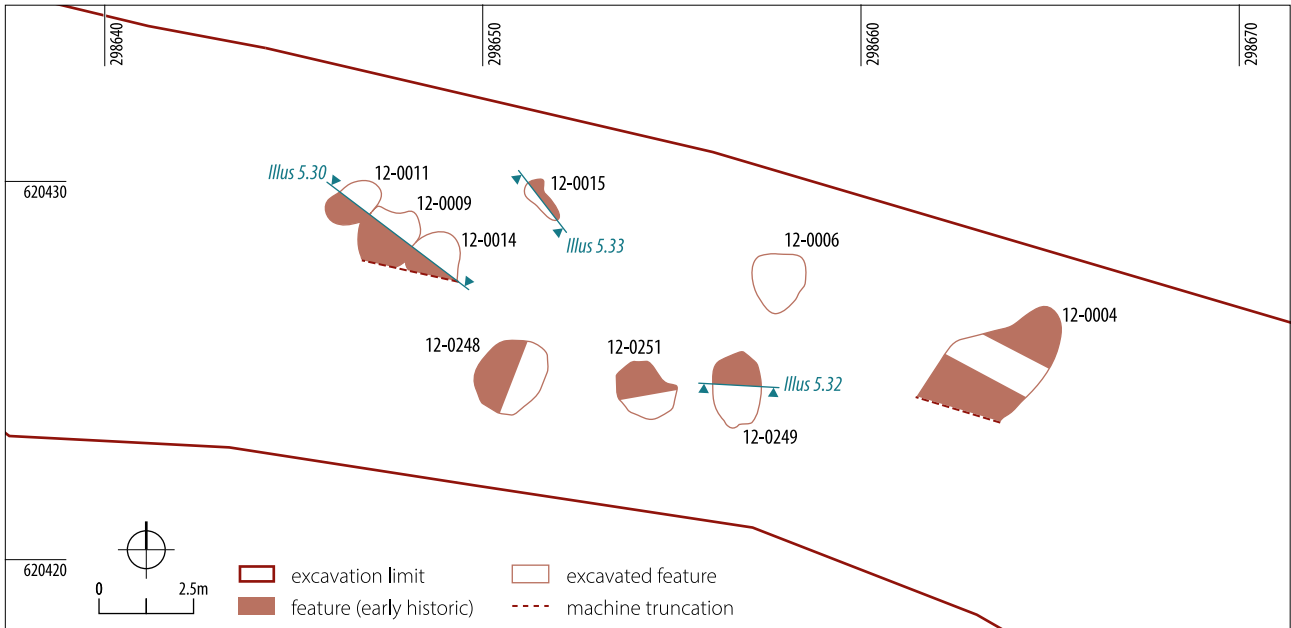 298640
298650
298660
298670
620430
Illus 5.30
12-0011
12-0009
12-0014
12-0015
Illus 5.33
12-0006
12-0004
12-0248
12-0251
Illus 5.32
12-0249
620420
0 2.5m
excavation limit
feature (early historic)
excavated feature
machine truncation